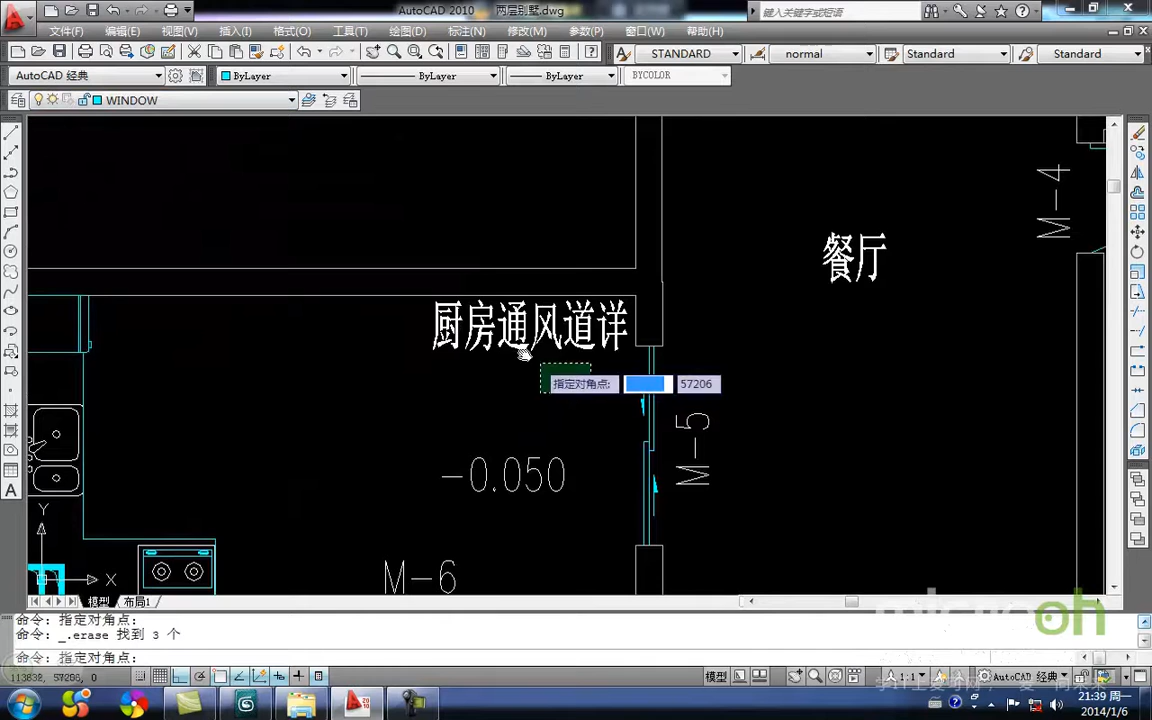 AutoCAD 2010 两层别墅.dwg
键入关键字或短语
文件(F) 编辑(E) 视图(V) 插入(I) 格式(O) 工具(T) 绘图(D) 标注(N) 修改(M) 参数(P) 窗口(W) 帮助(H)
STANDARD normal Standard Standard
AutoCAD 经典 ByLayer ByLayer ByLayer BYCOLOR
WINDOW
M-4
餐厅
厨房通风道详
指定对角点: 57206
M-5
-0.050
M-6
Y
X
模型 布局1
命令: 指定对角点:
命令: _.erase 找到 3 个
命令: 指定对角点:
113832, 57206, 0 模型 1:1 AutoCAD 经典
21:39 周一
2014/1/6